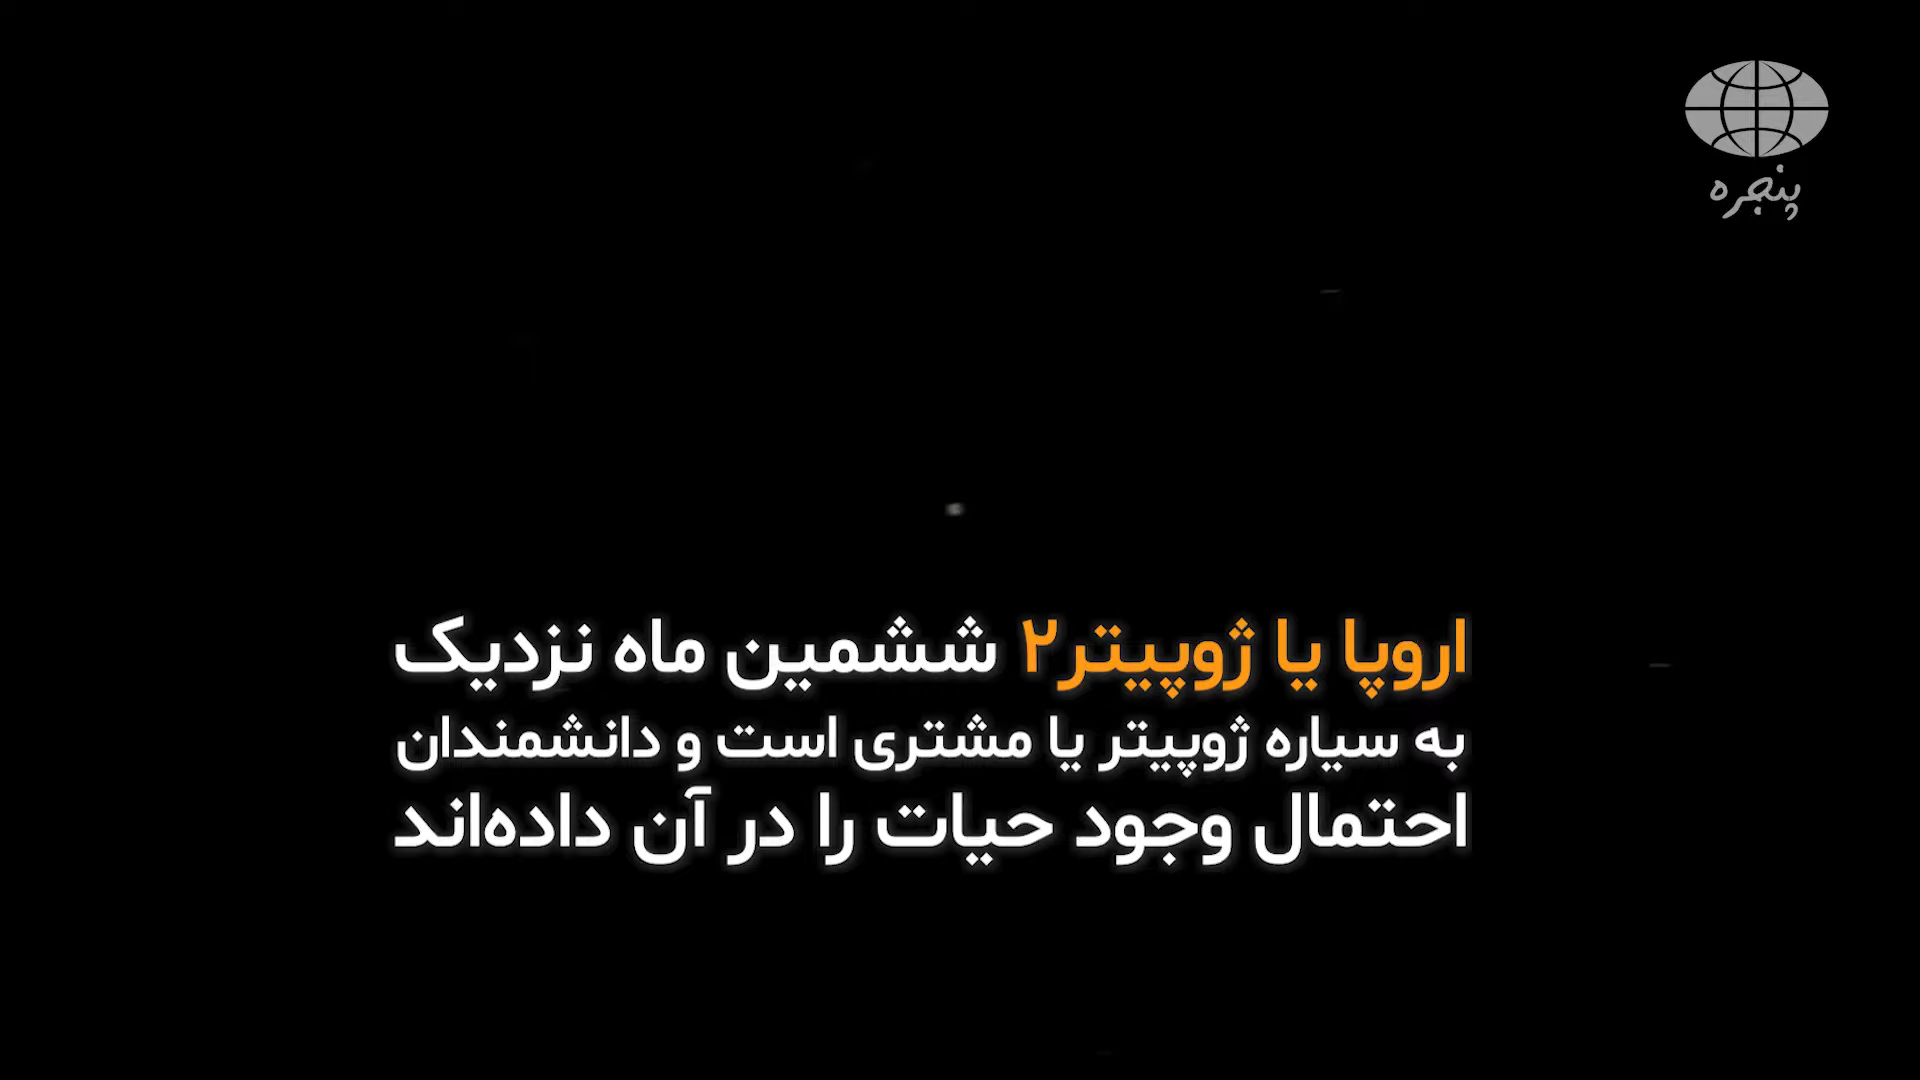 پنجره
اروپا یا ژوپیتر۲ ششمین ماه نزدیک
به سیاره ژوپیتر یا مشتری است و دانشمندان
احتمال وجود حیات را در آن داده‌اند